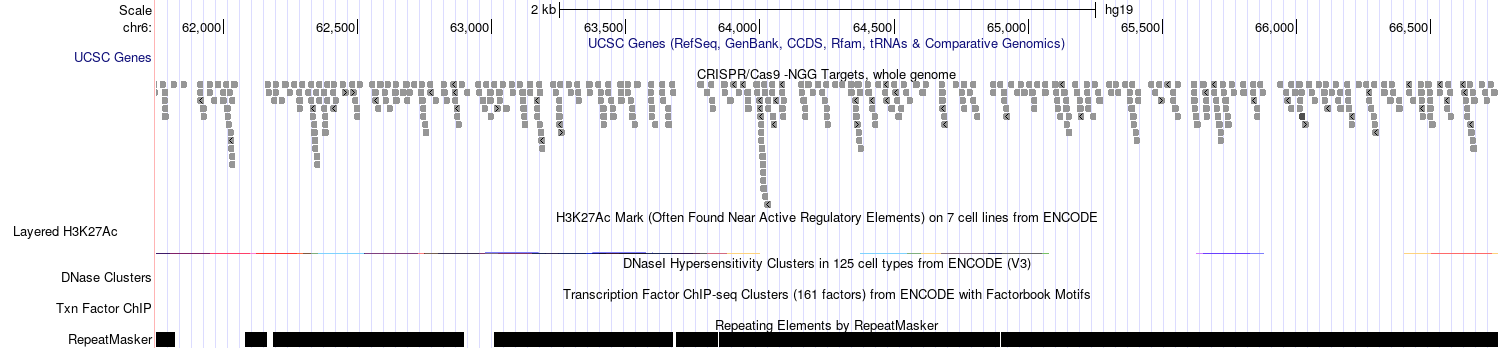 Scale 2 kb hg19
chr6: 62,000 62,500 63,000 63,500 64,000 64,500 65,000 65,500 66,000 66,500
UCSC Genes (RefSeq, GenBank, CCDS, Rfam, tRNAs & Comparative Genomics)
UCSC Genes
CRISPR/Cas9 -NGG Targets, whole genome
H3K27Ac Mark (Often Found Near Active Regulatory Elements) on 7 cell lines from ENCODE
Layered H3K27Ac
DNaseI Hypersensitivity Clusters in 125 cell types from ENCODE (V3)
DNase Clusters
Transcription Factor ChIP-seq Clusters (161 factors) from ENCODE with Factorbook Motifs
Txn Factor ChIP
Repeating Elements by RepeatMasker
RepeatMasker